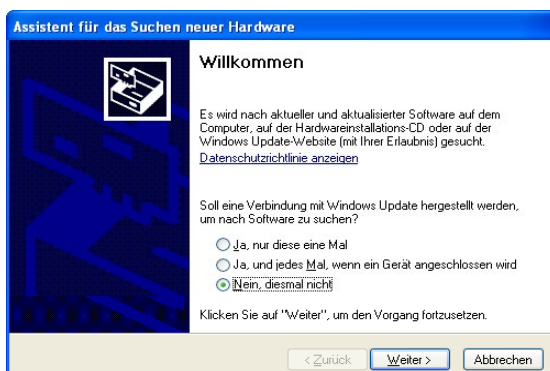 Assistent für das Suchen neuer Hardware
Willkommen
Es wird nach aktueller und aktualisierter Software auf dem
Computer, auf der Hardwareinstallations-CD oder auf der
Windows Update-Website (mit Ihrer Erlaubnis) gesucht.
Datenschutzrichtlinie anzeigen
Soll eine Verbindung mit Windows Update hergestellt werden,
um nach Software zu suchen?
Ja, nur diese eine Mal
Ja, und jedes Mal, wenn ein Gerät angeschlossen wird
Nein, diesmal nicht
Klicken Sie auf "Weiter", um den Vorgang fortzusetzen.
< Zurück Weiter > Abbrechen